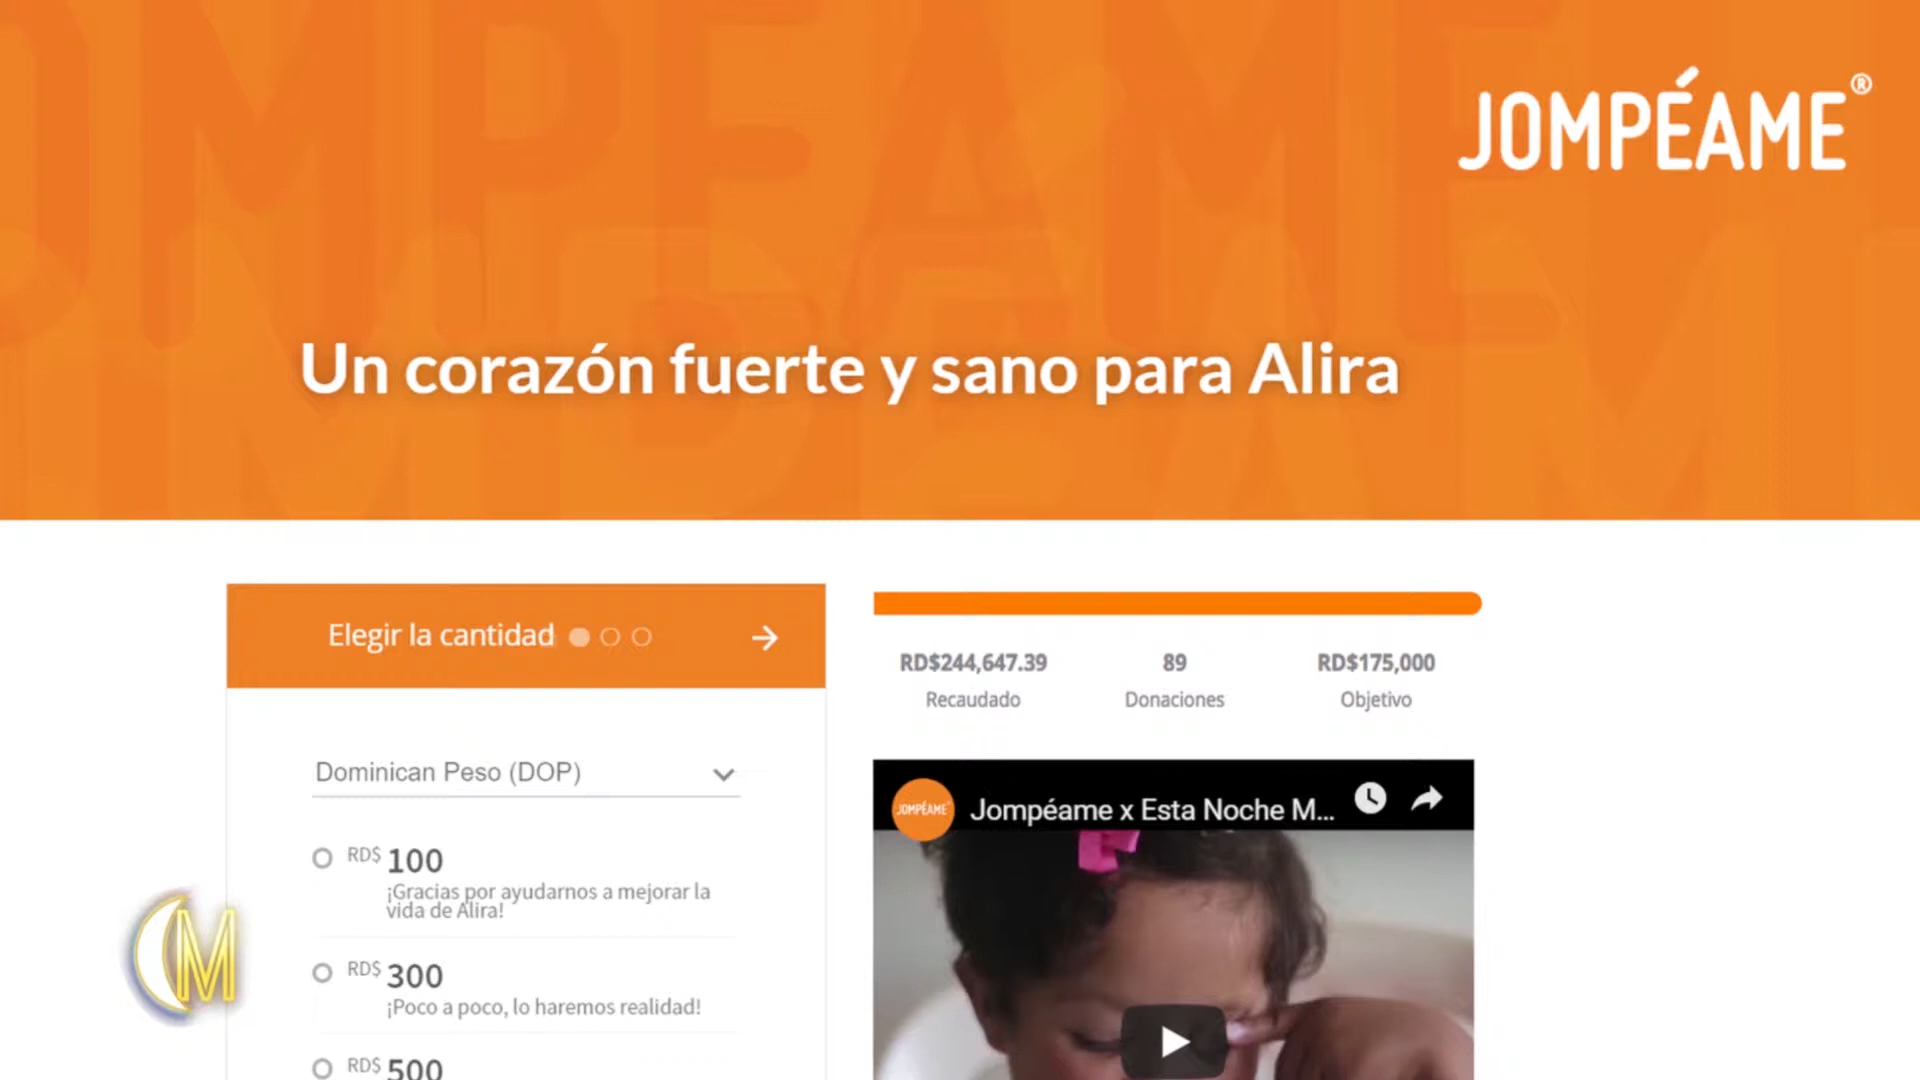 JOMPÉAME®
Un corazón fuerte y sano para Alira
Elegir la cantidad
RD$244,647.39
89
RD$175,000
Recaudado
Donaciones
Objetivo
Dominican Peso (DOP)
JOMPÉAME
Jompéame x Esta Noche M...
RD$ 100
¡Gracias por ayudarnos a mejorar la
vida de Alira!
RD$ 300
¡Poco a poco, lo haremos realidad!
RD$ 500
M